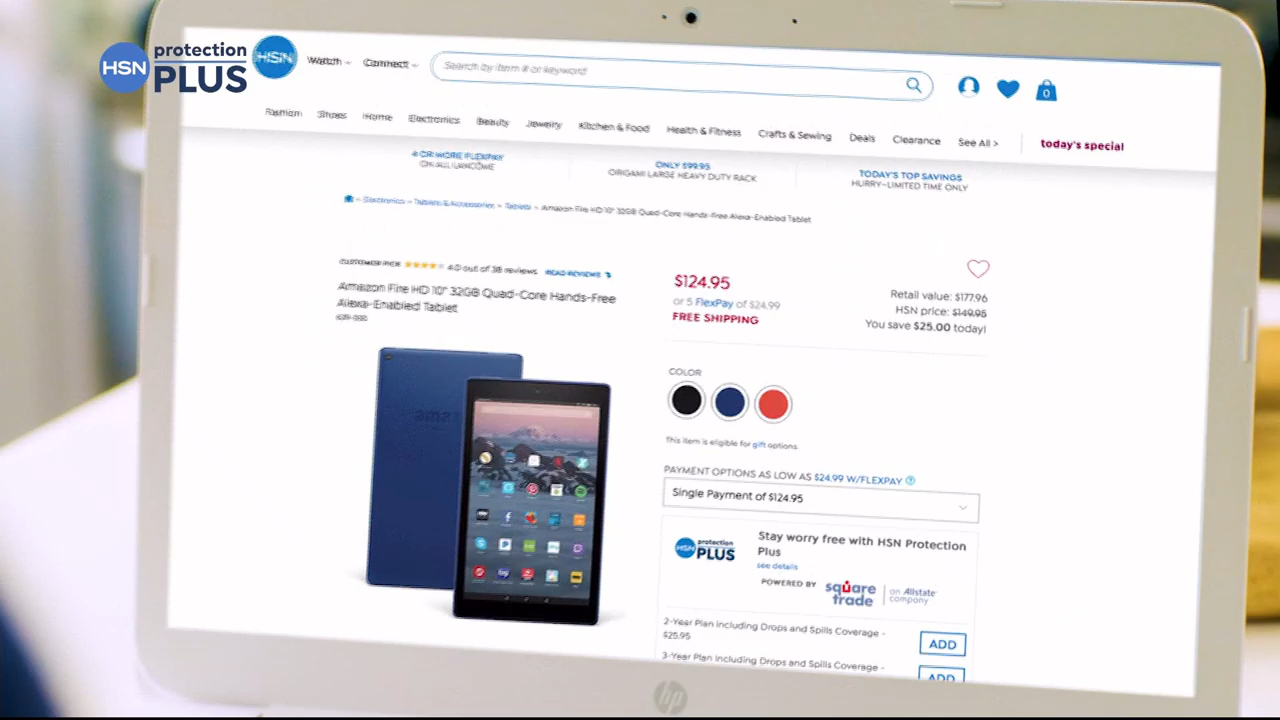 HSN protection PLUS
HSN
Watch
Connect
Search by item # or keyword
0
Fashion
Shoes
Home
Electronics
Beauty
Jewelry
Kitchen & Food
Health & Fitness
Crafts & Sewing
Deals
Clearance
See All >
today's special
4 OR MORE FLEXPAY
ON ALL LANCOME
ONLY $99.95
ORIGAMI LARGE HEAVY DUTY RACK
TODAY'S TOP SAVINGS
HURRY–LIMITED TIME ONLY
Electronics > Tablets & Accessories > Tablets > Amazon Fire HD 10" 32GB Quad-Core Hands-Free Alexa-Enabled Tablet
CUSTOMER PICK 4.0 out of 38 reviews READ REVIEWS
Amazon Fire HD 10" 32GB Quad-Core Hands-Free
Alexa-Enabled Tablet
$124.95
or 5 FlexPay of $24.99
FREE SHIPPING
Retail value: $177.96
HSN price: $149.95
You save $25.00 today!
COLOR
This item is eligible for gift options.
PAYMENT OPTIONS AS LOW AS $24.99 W/FLEXPAY ?
Single Payment of $124.95
HSN protection PLUS
Stay worry free with HSN Protection
Plus
see details
POWERED BY
square
trade
an Allstate
company
2-Year Plan Including Drops and Spills Coverage -
$25.95
ADD
3-Year Plan Including Drops and Spills Coverage -
ADD
hp